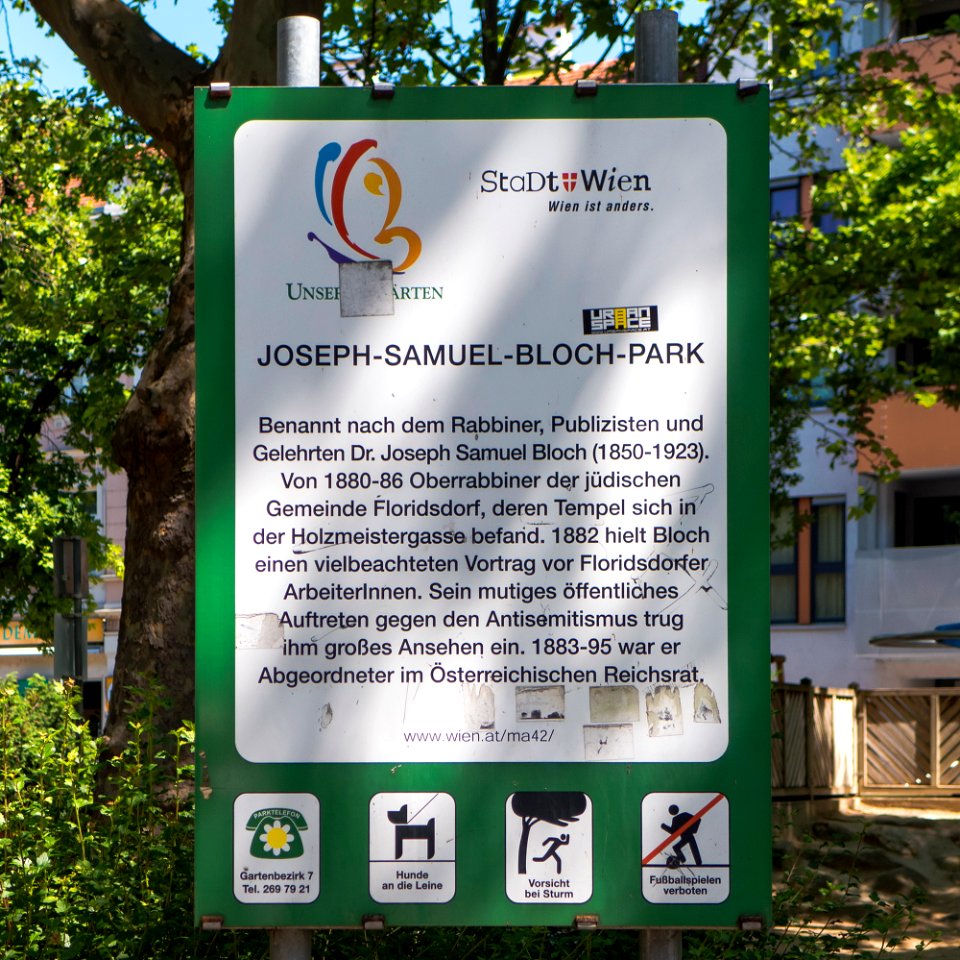 StaDt Wien
Wien ist anders.
URBAN
SPACE
JOSEPH-SAMUEL-BLOCH-PARK
Benannt nach dem Rabbiner, Publizisten und
Gelehrten Dr. Joseph Samuel Bloch (1850-1923).
Von 1880-86 Oberrabbiner der jüdischen
Gemeinde Floridsdorf, deren Tempel sich in
der Holzmeistergasse befand. 1882 hielt Bloch
einen vielbeachteten Vortrag vor Floridsdorfer
ArbeiterInnen. Sein mutiges öffentliches
Auftreten gegen den Antisemitismus trug
ihm großes Ansehen ein. 1883-95 war er
Abgeordneter im Österreichischen Reichsrat.
www.wien.at/ma42/
PARKTELEFON
Gartenbezirk 7
Tel. 269 79 21
Hunde
an die Leine
Vorsicht
bei Sturm
Fußballspielen
verboten